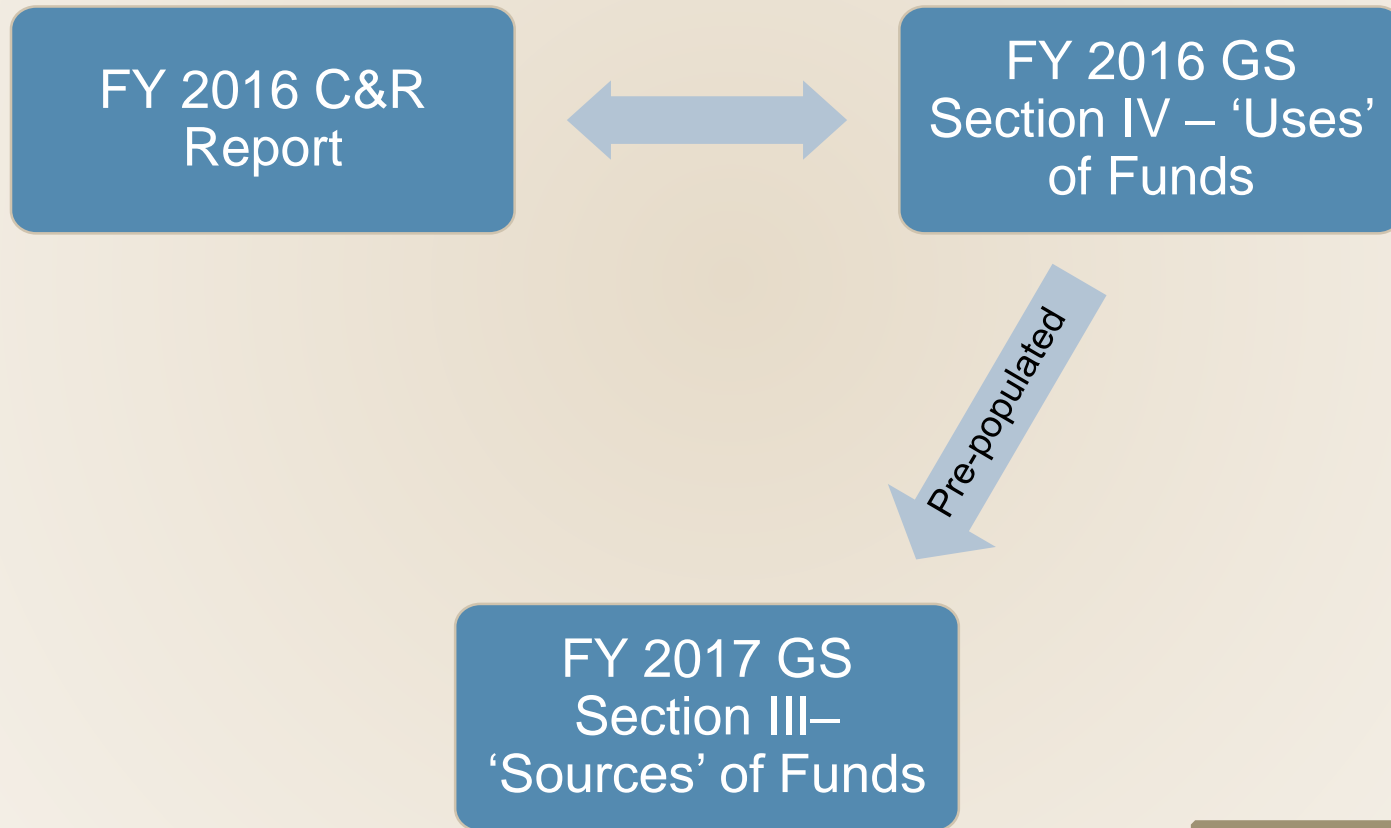 FY 2016 C&R
Report
FY 2016 GS
Section IV – ‘Uses’
of Funds
Pre-populated
FY 2017 GS
Section III–
‘Sources’ of Funds